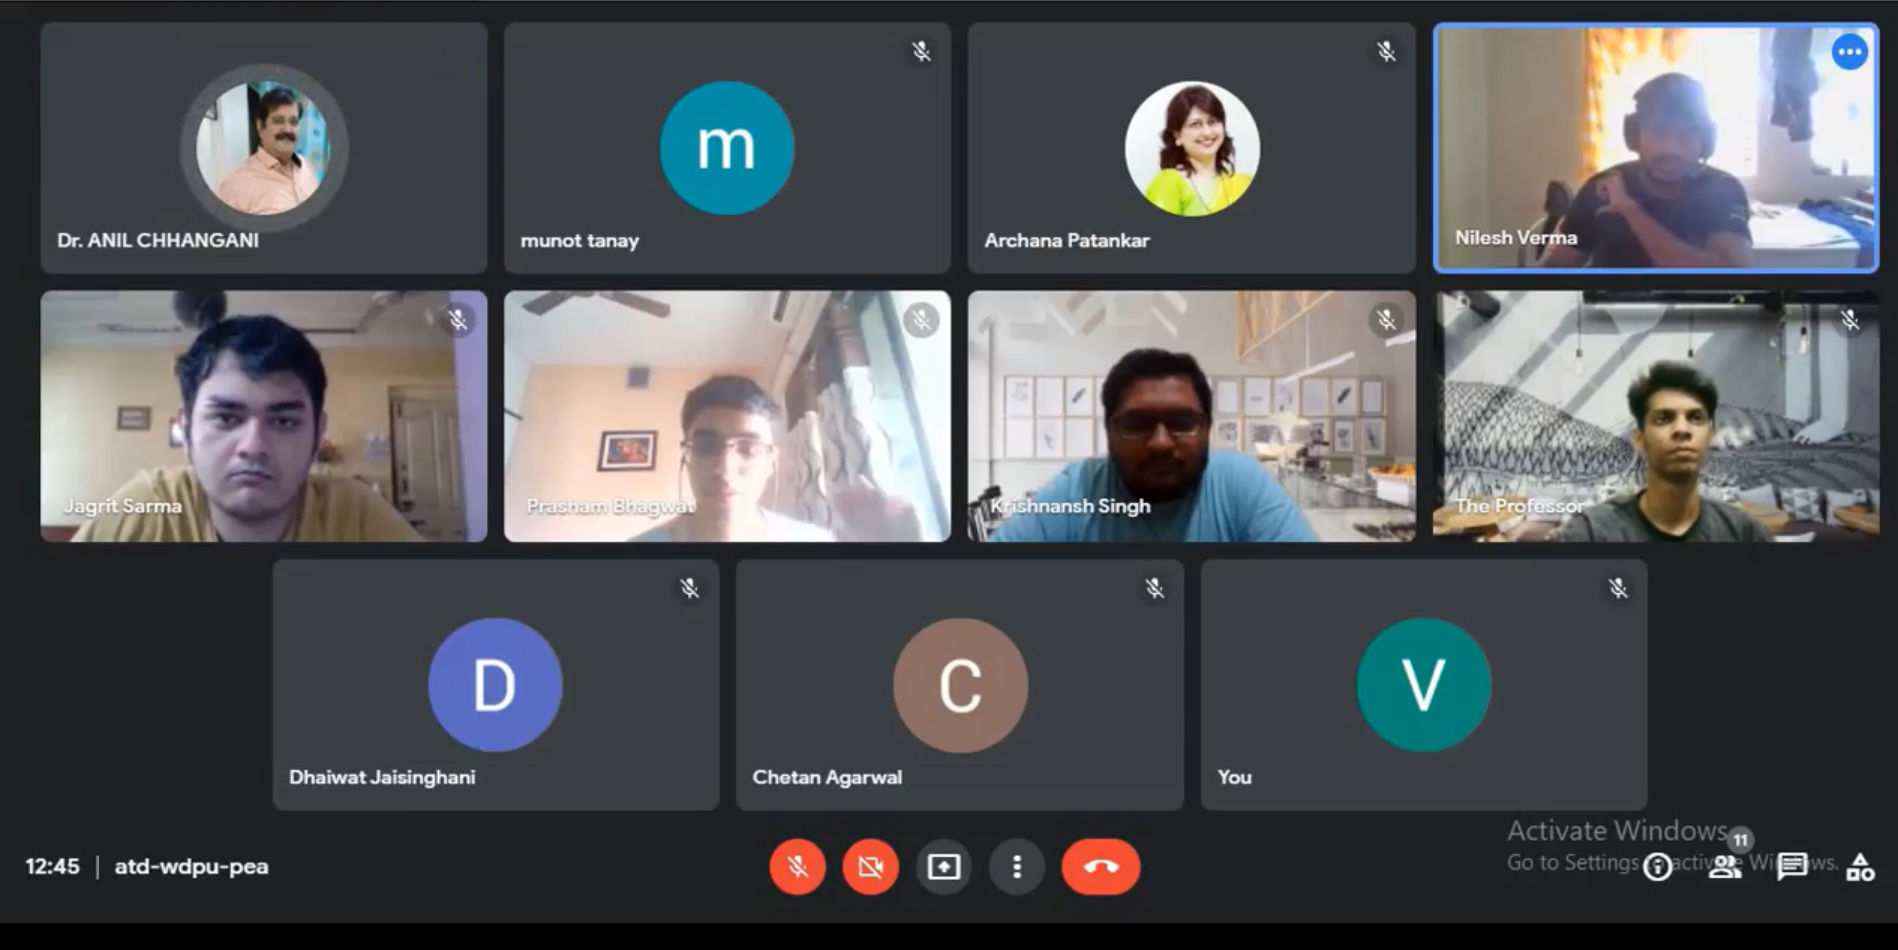 m
Dr. ANIL CHHANGANI
munot tanay
Archana Patankar
Nilesh Verma
Jagrit Sarma
Prasham Bhagwat
Krishnansh Singh
The Professor
D
C
V
Dhaiwat Jaisinghani
Chetan Agarwal
You
Activate Windows
11
Go to Settings to activate Windows.
12:45 | atd-wdpu-pea